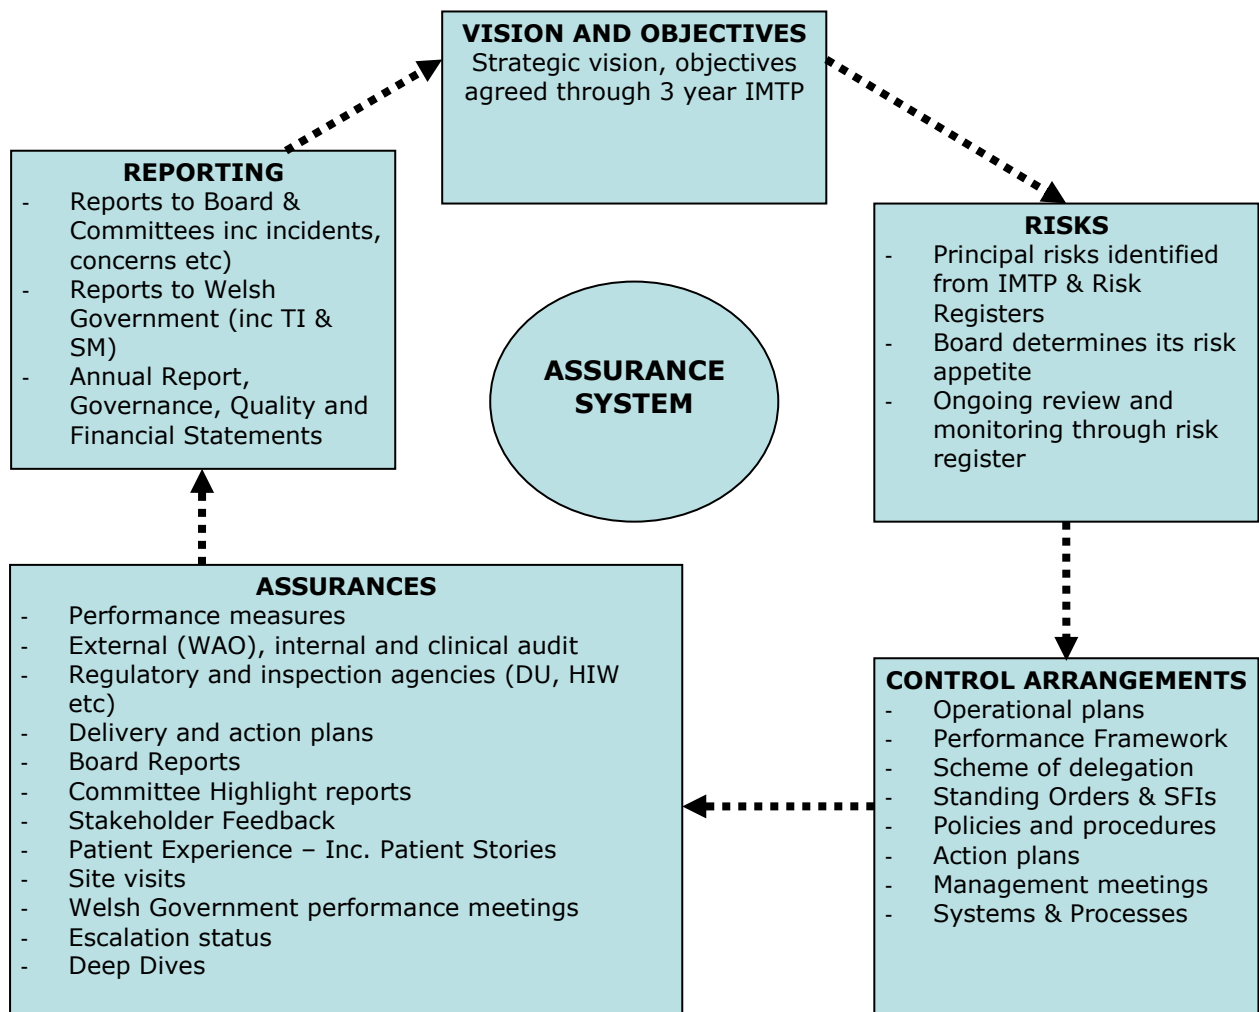 VISION AND OBJECTIVES
Strategic vision, objectives
agreed through 3 year IMTP
REPORTING
- Reports to Board &
Committees inc incidents,
concerns etc)
- Reports to Welsh
Government (inc TI &
SM)
- Annual Report,
Governance, Quality and
Financial Statements
RISKS
- Principal risks identified
from IMTP & Risk
Registers
- Board determines its risk
appetite
- Ongoing review and
monitoring through risk
register
ASSURANCE
SYSTEM
ASSURANCES
- Performance measures
- External (WAO), internal and clinical audit
- Regulatory and inspection agencies (DU, HIW
etc)
- Delivery and action plans
- Board Reports
- Committee Highlight reports
- Stakeholder Feedback
- Patient Experience – Inc. Patient Stories
- Site visits
- Welsh Government performance meetings
- Escalation status
- Deep Dives
CONTROL ARRANGEMENTS
- Operational plans
- Performance Framework
- Scheme of delegation
- Standing Orders & SFIs
- Policies and procedures
- Action plans
- Management meetings
- Systems & Processes